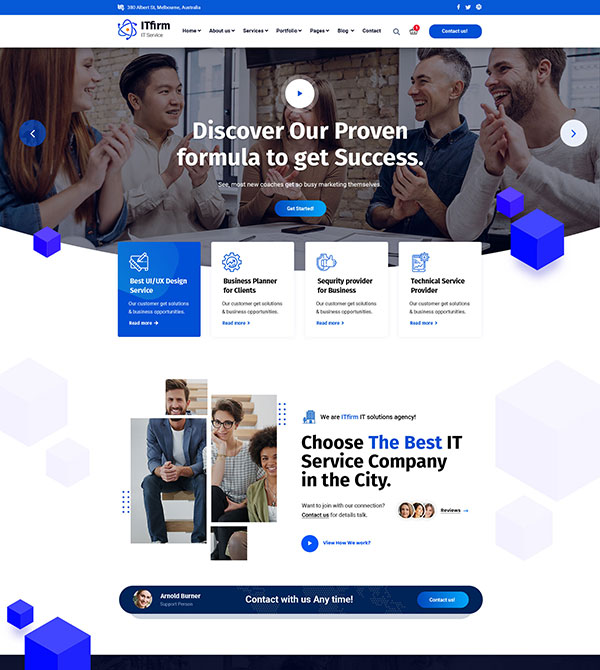 380 Albert St, Melbourne, Australia
ITfirm
IT Service
Home
About us
Services
Portfolio
Pages
Blog
Contact
1
Contact us!
Discover Our Proven
formula to get Success.
See, most new coaches get so busy marketing themselves.
Get Started!
Best UI/UX Design
Service
Our customer get solutions
& business opportunities.
Read more
Business Planner
for Clients
Our customer get solutions
& business opportunities.
Read more
Sequrity provider
for Business
Our customer get solutions
& business opportunities.
Read more
Technical Service
Provider
Our customer get solutions
& business opportunities.
Read more
We are ITfirm IT solutions agency!
Choose The Best IT
Service Company
in the City.
Want to join with our connection?
Contact us for details talk.
Reviews
View How We work?
Arnold Burner
Support Person
Contact with us Any time!
Contact us!